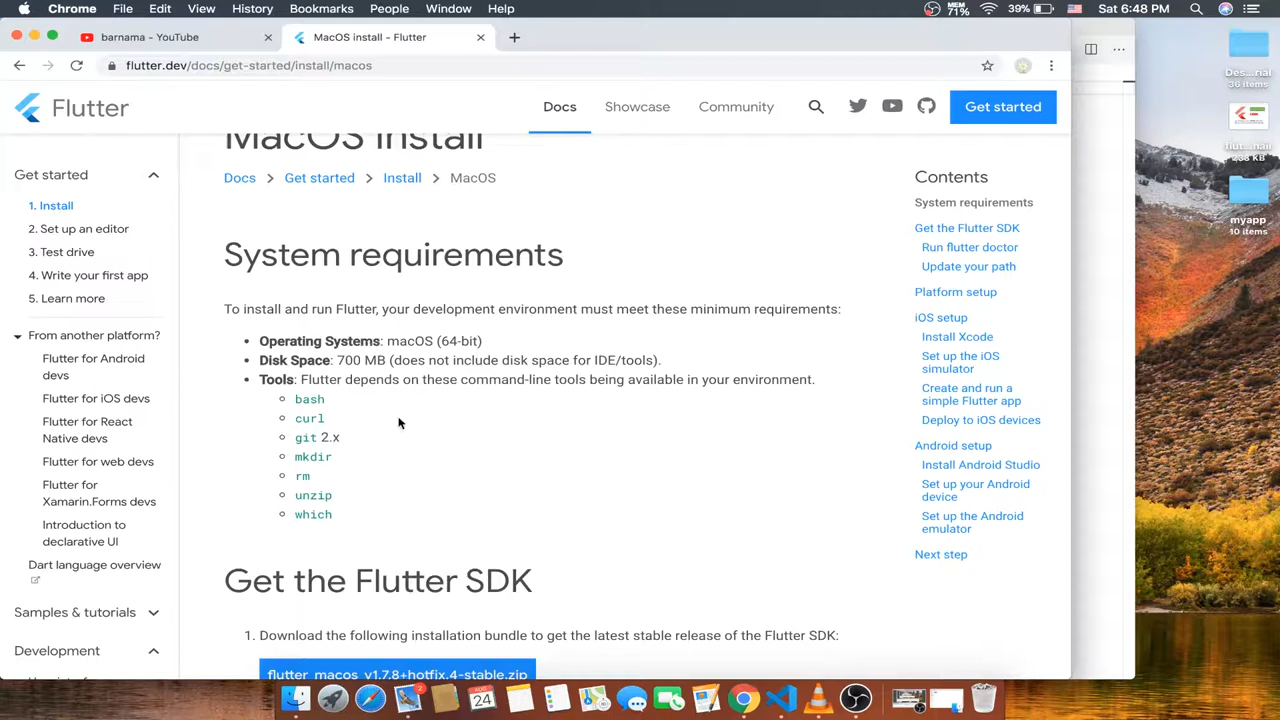 Chrome File Edit View History Bookmarks People Window Help MEM 71% 39% Sat 6:48 PM
barnama - YouTube
MacOS install - Flutter
flutter.dev/docs/get-started/install/macos
Flutter
Docs Showcase Community Get started
Get started
1. Install
2. Set up an editor
3. Test drive
4. Write your first app
5. Learn more
From another platform?
Flutter for Android
devs
Flutter for iOS devs
Flutter for React
Native devs
Flutter for web devs
Flutter for
Xamarin.Forms devs
Introduction to
declarative UI
Dart language overview
Samples & tutorials
Development
MacOS install
Docs > Get started > Install > MacOS
System requirements
To install and run Flutter, your development environment must meet these minimum requirements:
• Operating Systems: macOS (64-bit)
• Disk Space: 700 MB (does not include disk space for IDE/tools).
• Tools: Flutter depends on these command-line tools being available in your environment.
bash
curl
git 2.x
mkdir
rm
unzip
which
Get the Flutter SDK
1. Download the following installation bundle to get the latest stable release of the Flutter SDK:
flutter_macos_v1.7.8+hotfix.4-stable.zip
Contents
System requirements
Get the Flutter SDK
Run flutter doctor
Update your path
Platform setup
iOS setup
Install Xcode
Set up the iOS
simulator
Create and run a
simple Flutter app
Deploy to iOS devices
Android setup
Install Android Studio
Set up your Android
device
Set up the Android
emulator
Next step
Des...rial
36 items
flut...nail
238 KB
myapp
10 items
AUG
24
2